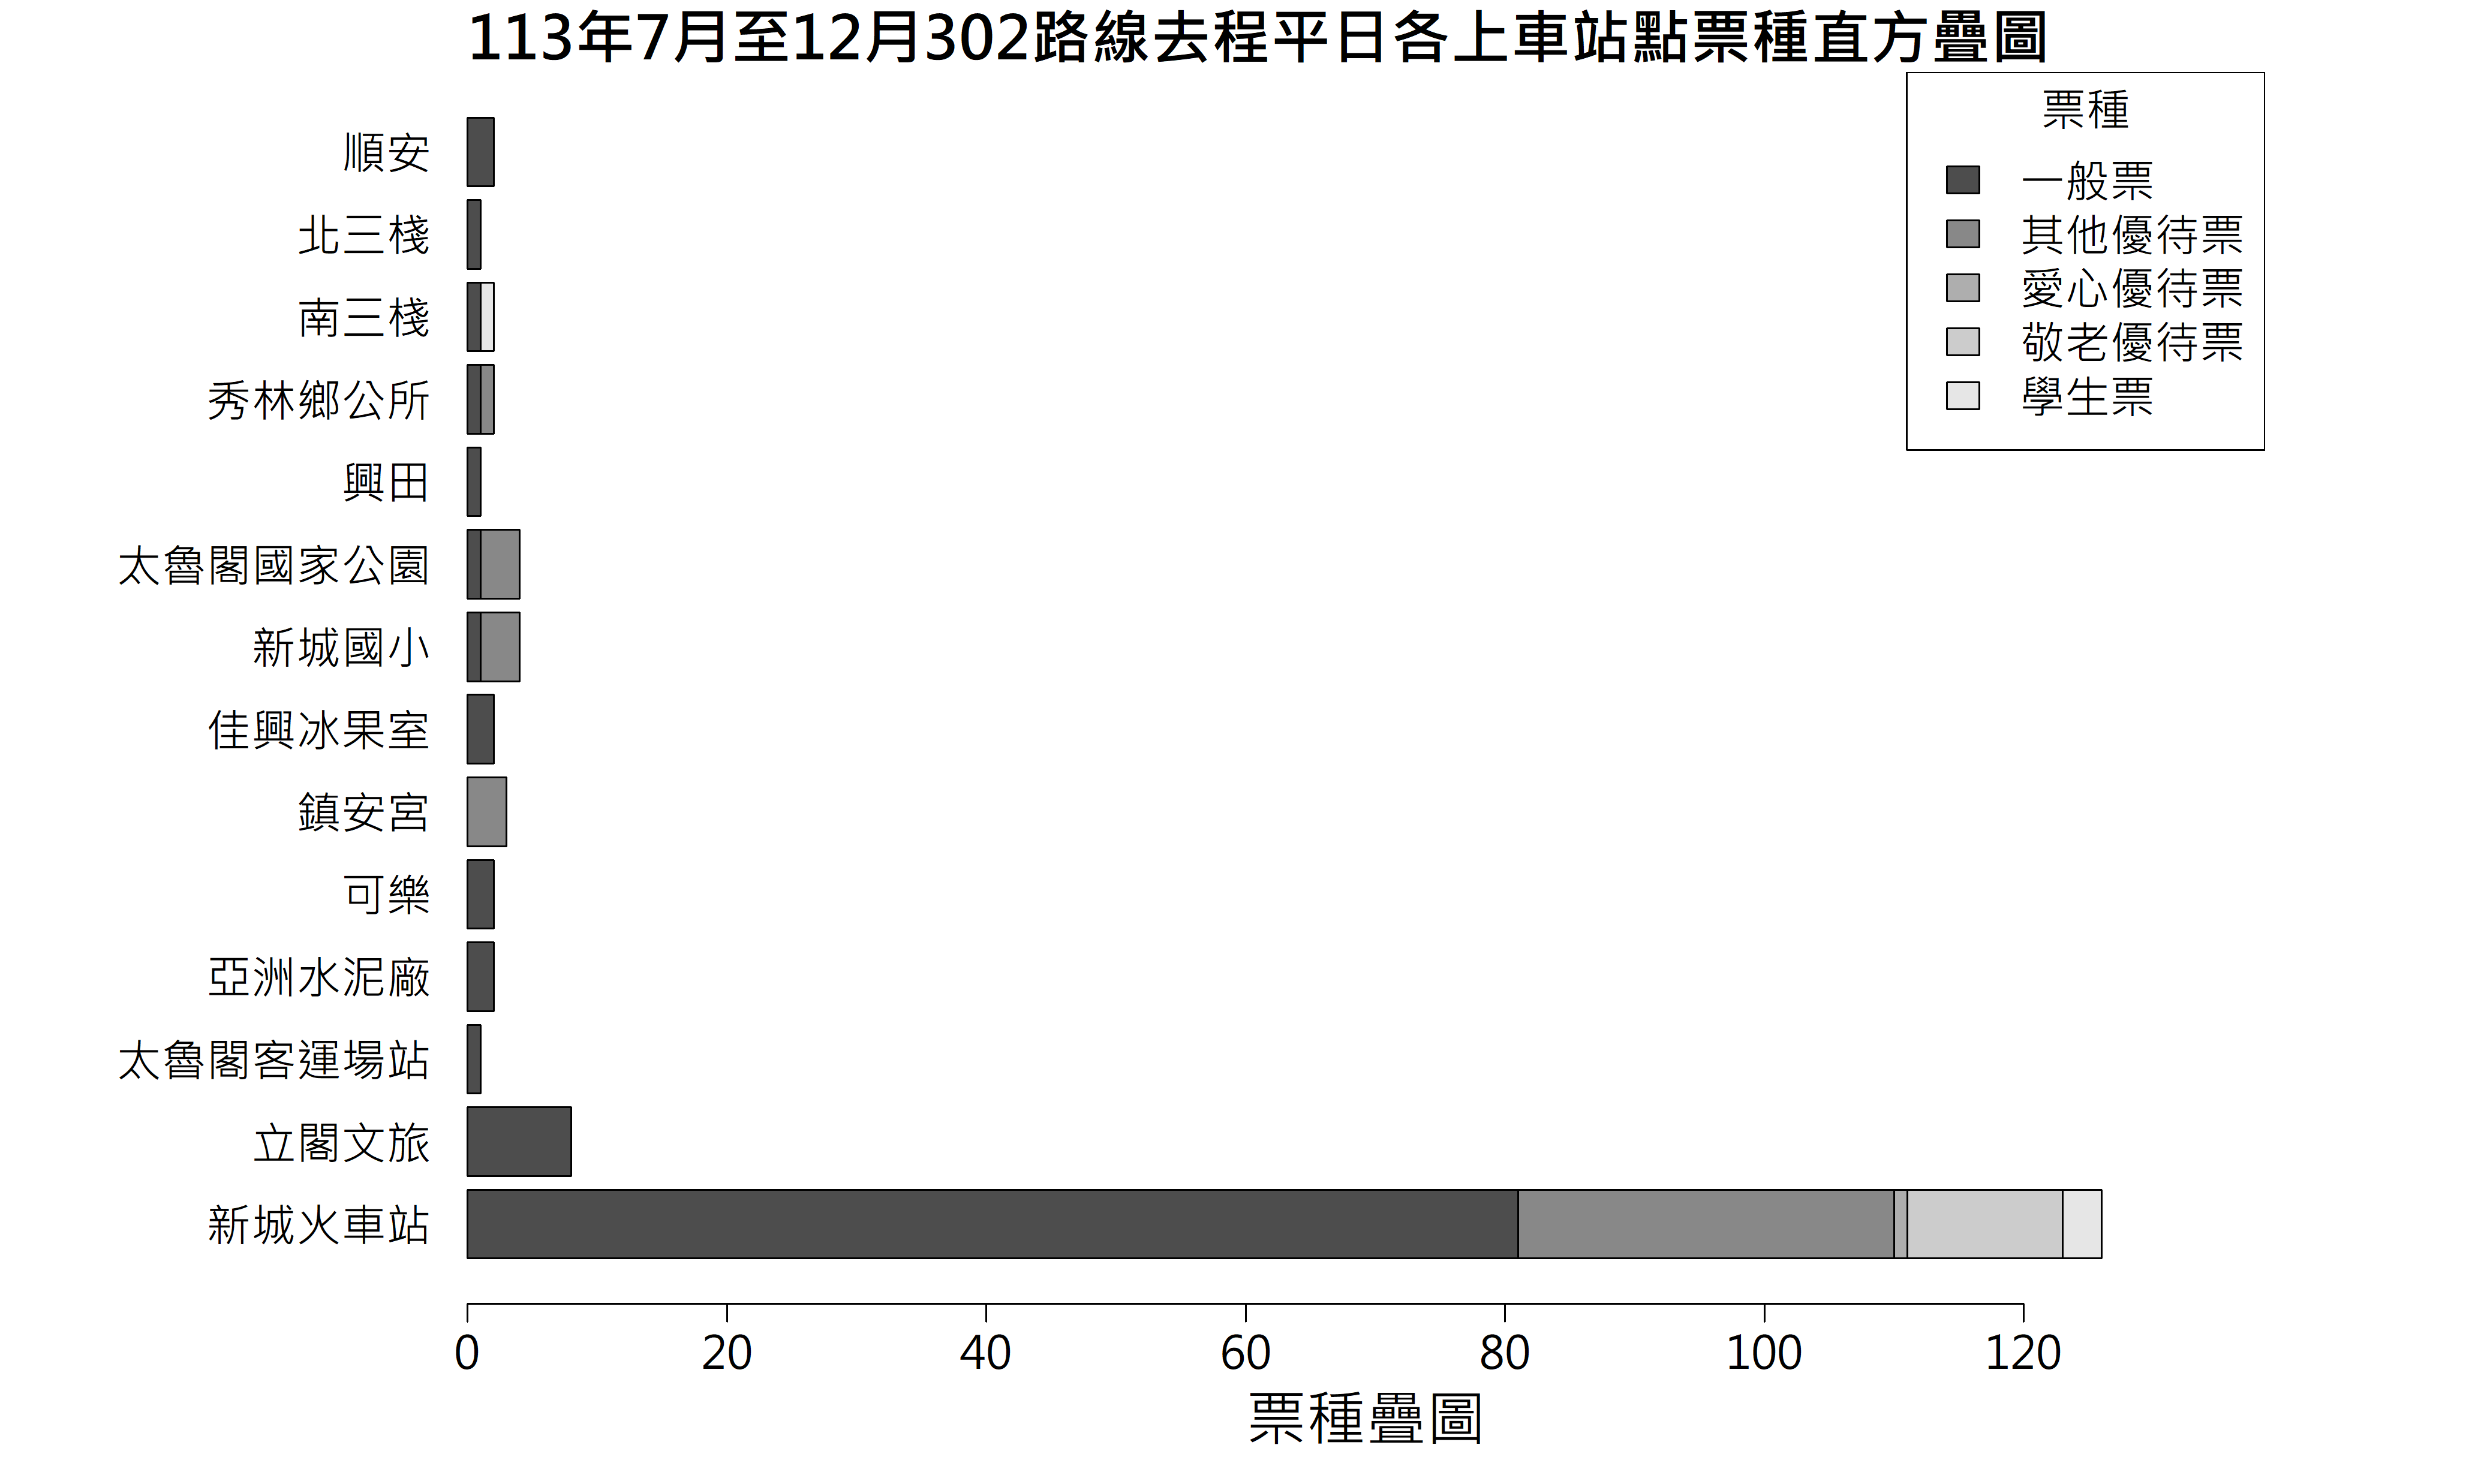 113年7月至12月302路線去程平日各上車站點票種直方疊圖
票種
一般票
其他優待票
愛心優待票
敬老優待票
學生票
順安
北三棧
南三棧
秀林鄉公所
興田
太魯閣國家公園
新城國小
佳興冰果室
鎮安宮
可樂
亞洲水泥廠
太魯閣客運場站
立閣文旅
新城火車站
0 20 40 60 80 100 120
票種疊圖